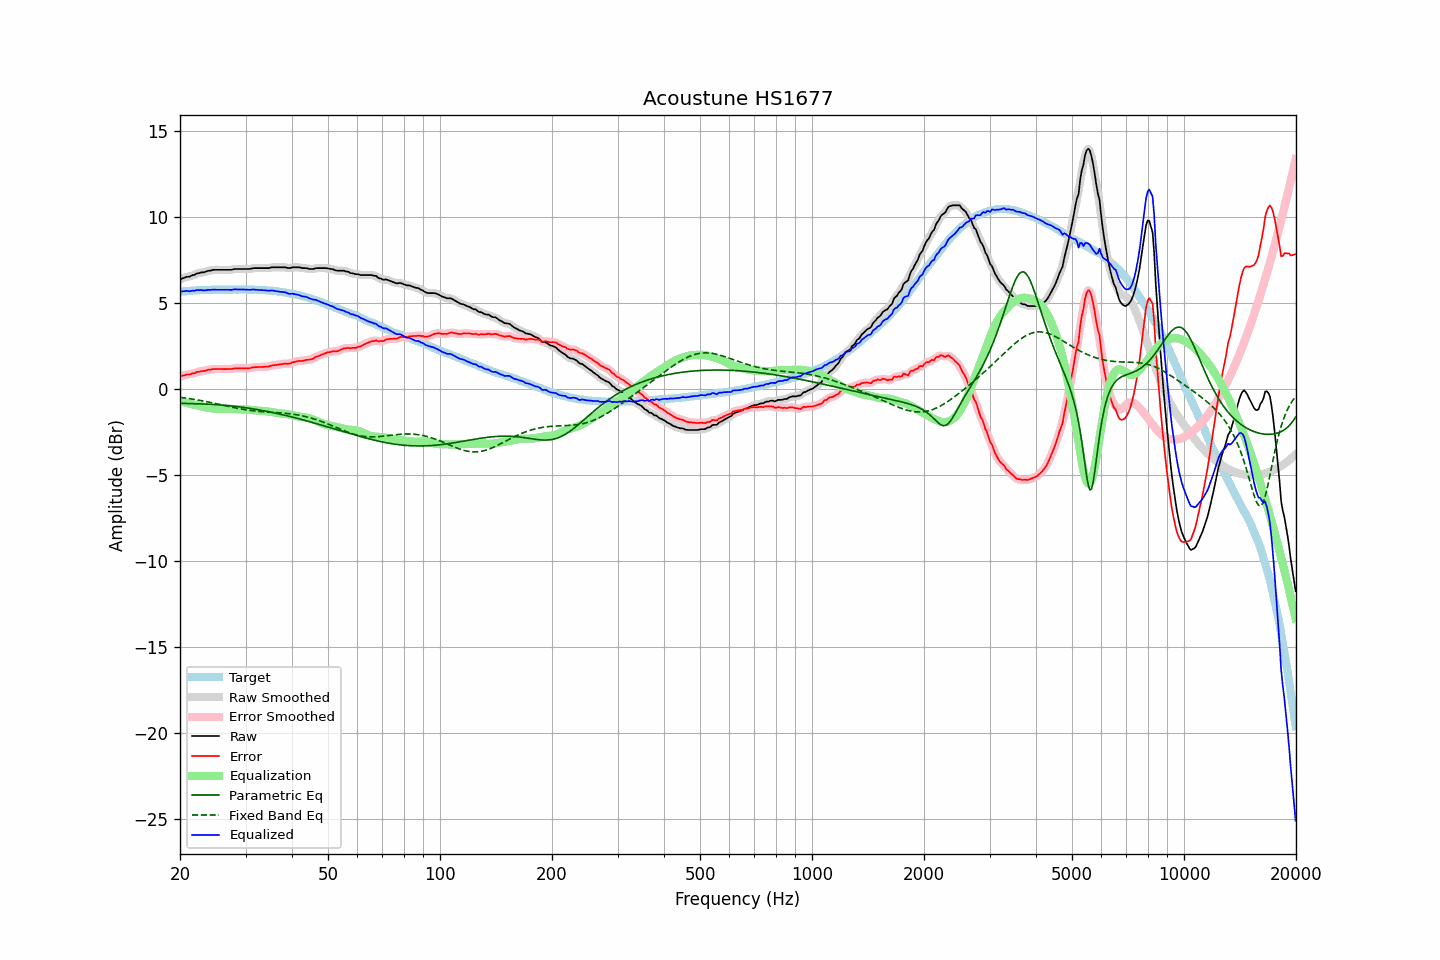 Acoustune HS1677
Amplitude (dBr)
15
10
5
0
−5
−10
−15
−20
−25
Target
Raw Smoothed
Error Smoothed
Raw
Error
Equalization
Parametric Eq
Fixed Band Eq
Equalized
20
50
100
200
500
1000
2000
5000
10000
20000
Frequency (Hz)